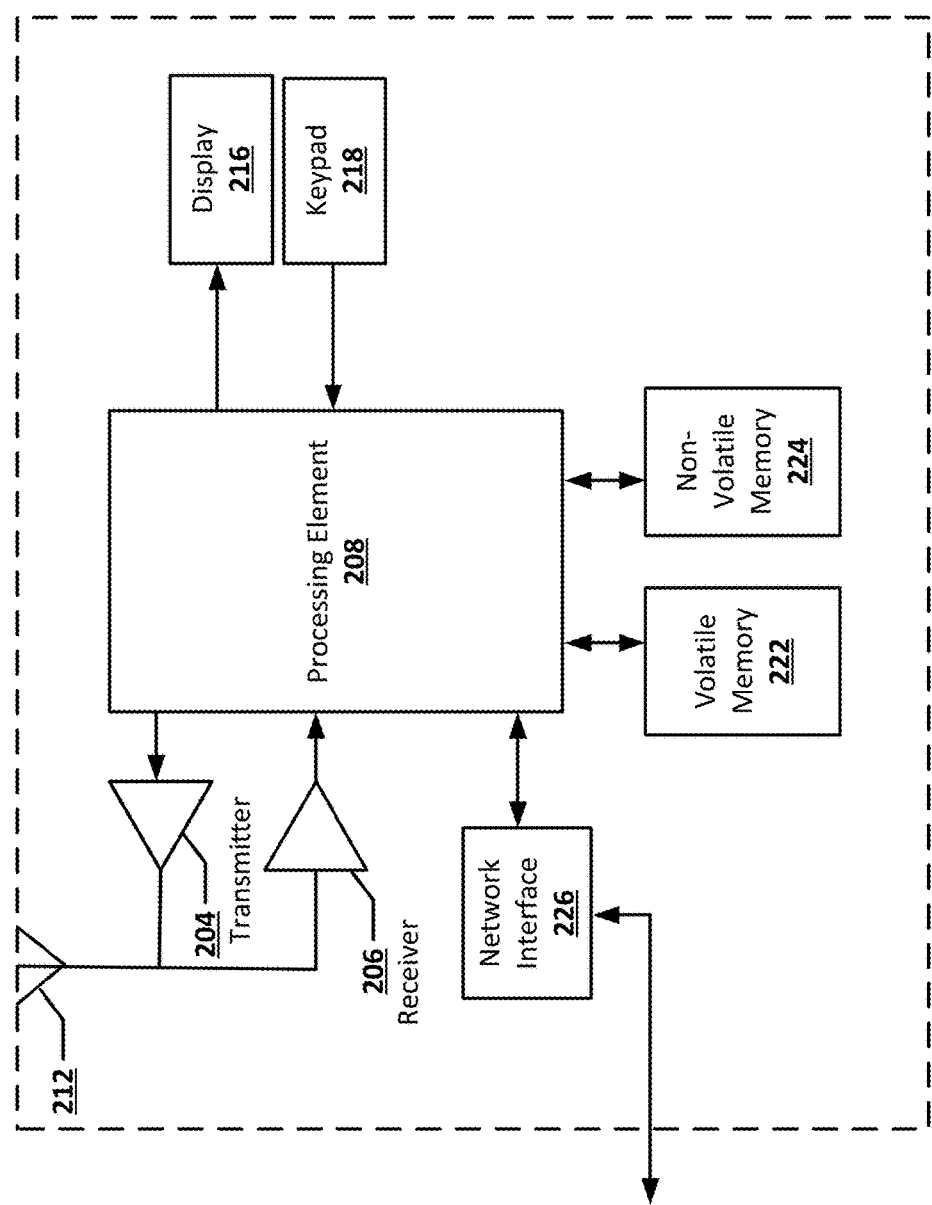 212
204
Transmitter
206
Receiver
Network
Interface
226
Processing Element
208
Volatile
Memory
222
Non-
Volatile
Memory
224
Display
216
Keypad
218